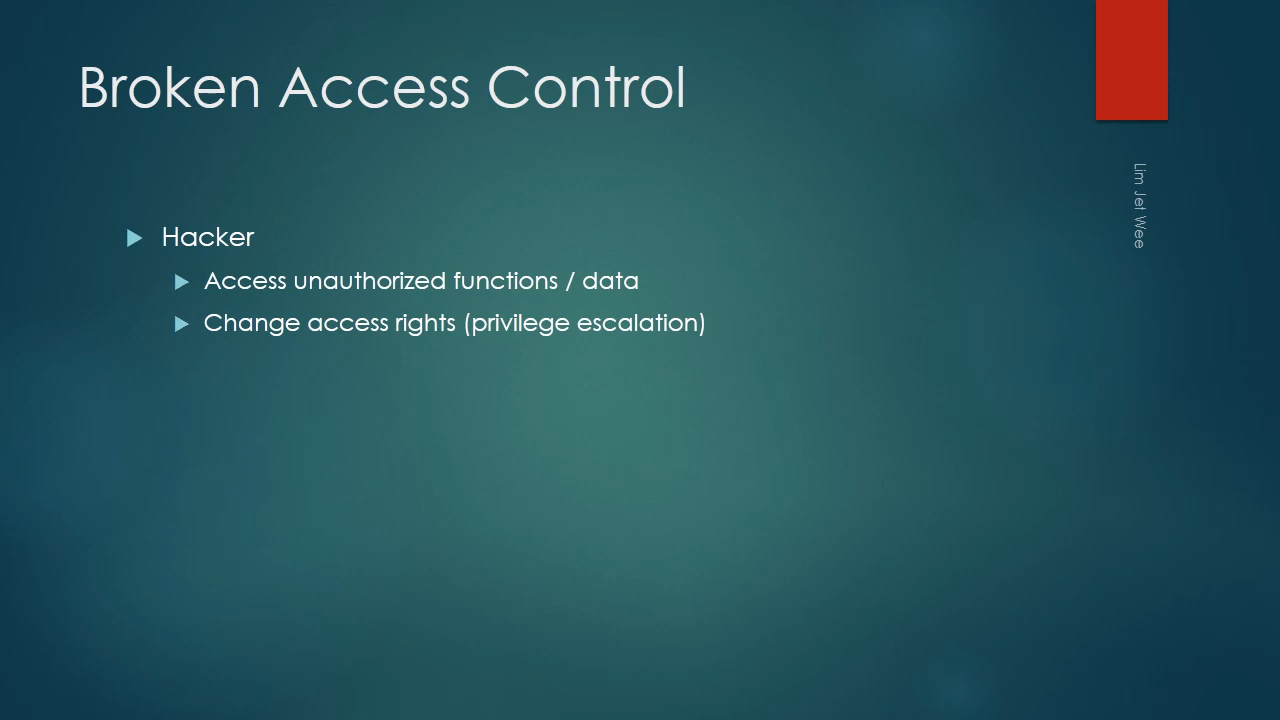 Broken Access Control
Hacker
Access unauthorized functions / data
Change access rights (privilege escalation)
Lim Jet Wee